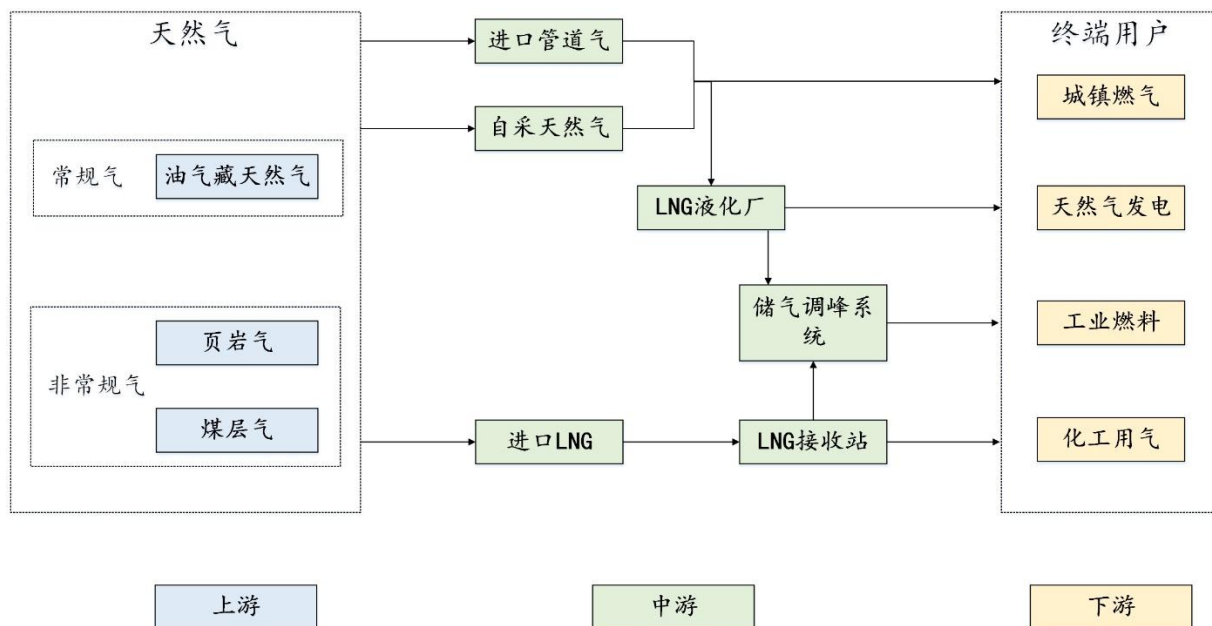 天然气
常规气
油气藏天然气
非常规气
页岩气
煤层气
进口管道气
自采天然气
LNG液化厂
储气调峰系
统
进口LNG
LNG接收站
终端用户
城镇燃气
天然气发电
工业燃料
化工用气
上游
中游
下游